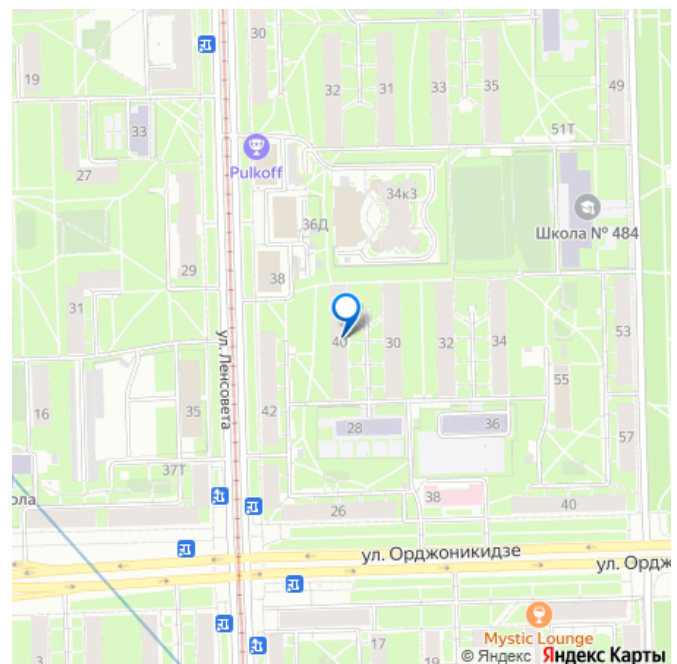 30
19
32
31
33
35
49
33
51Т
Pulkoff
27
34к3
36Д
Школа № 484
29
38
31
ул. Ленсовета
40
30
32
34
53
55
16
35
42
28
36
57
37Т
ола
38
26
40
ул. Орджоникидзе
ул. Ордж
Mystic Lounge
3
17
19
© Яндекс Яндекс Карты